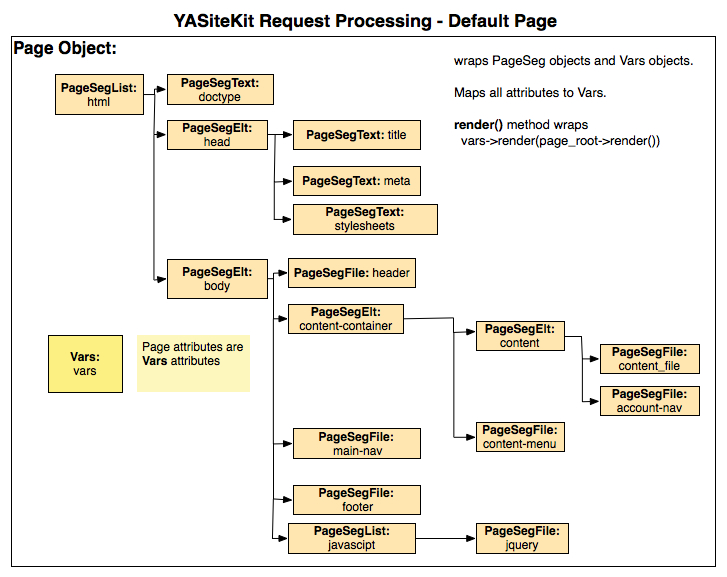 YASiteKit Request Processing - Default Page
Page Object:
wraps PageSeg objects and Vars objects.
Maps all attributes to Vars.
render() method wraps
vars->render(page_root->render())
PageSegList:
html
PageSegText:
doctype
PageSegElt:
head
PageSegText: title
PageSegText: meta
PageSegText:
stylesheets
PageSegElt:
body
PageSegFile: header
PageSegElt:
content-container
PageSegElt:
content
PageSegFile:
content_file
PageSegFile:
account-nav
Vars:
vars
Page attributes are
Vars attributes
PageSegFile:
main-nav
PageSegFile:
content-menu
PageSegFile:
footer
PageSegList:
javascipt
PageSegFile:
jquery